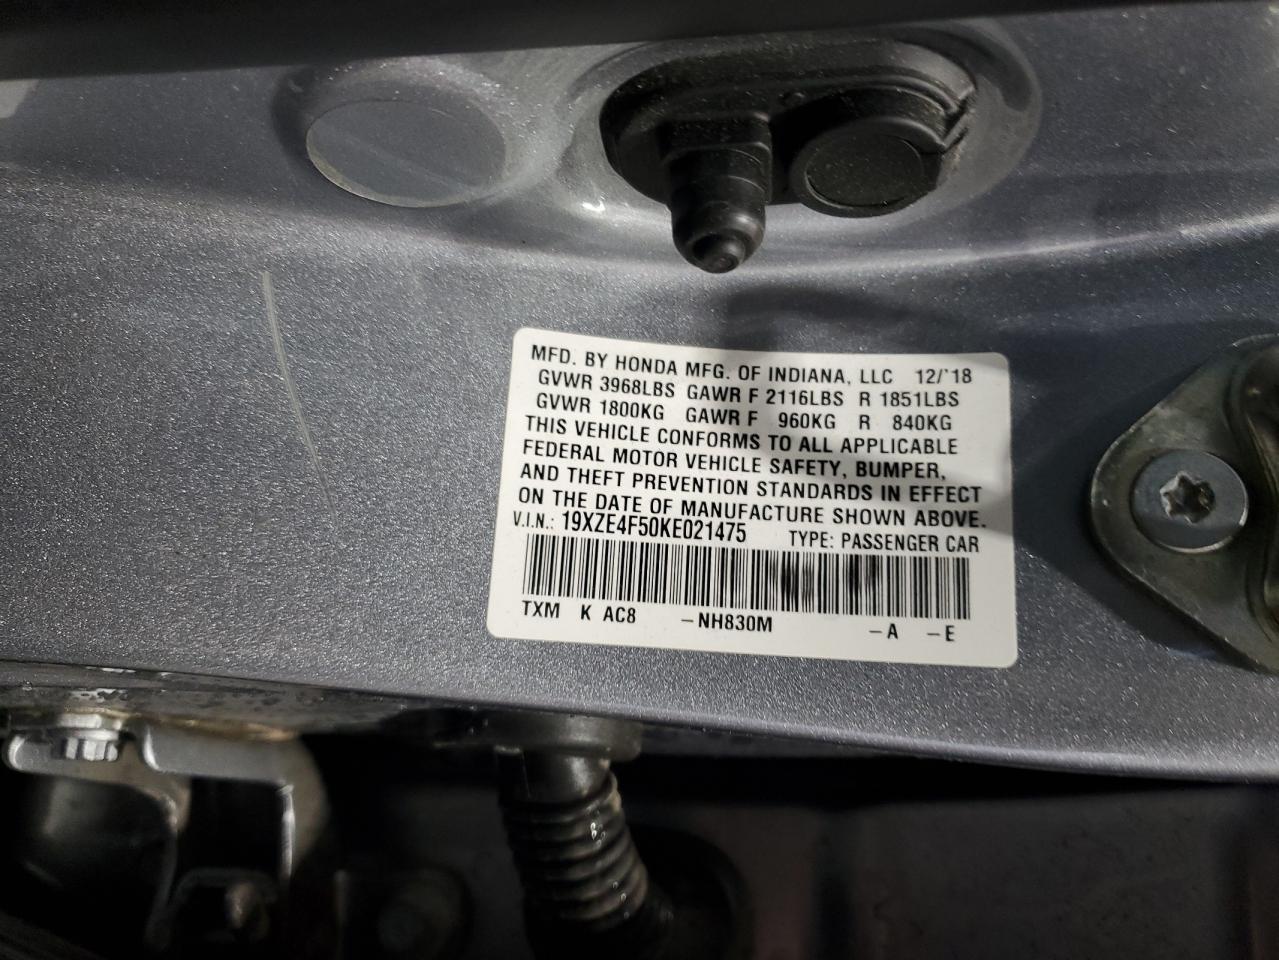 MFD. BY HONDA MFG. OF INDIANA, LLC 12/'18
GVWR 3968LBS GAWR F 2116LBS R 1851LBS
GVWR 1800KG GAWR F 960KG R 840KG
THIS VEHICLE CONFORMS TO ALL APPLICABLE
FEDERAL MOTOR VEHICLE SAFETY, BUMPER,
AND THEFT PREVENTION STANDARDS IN EFFECT
ON THE DATE OF MANUFACTURE SHOWN ABOVE.
V.I.N.: 19XZE4F50KE021475 TYPE: PASSENGER CAR
TXM K AC8 –NH830M –A –E